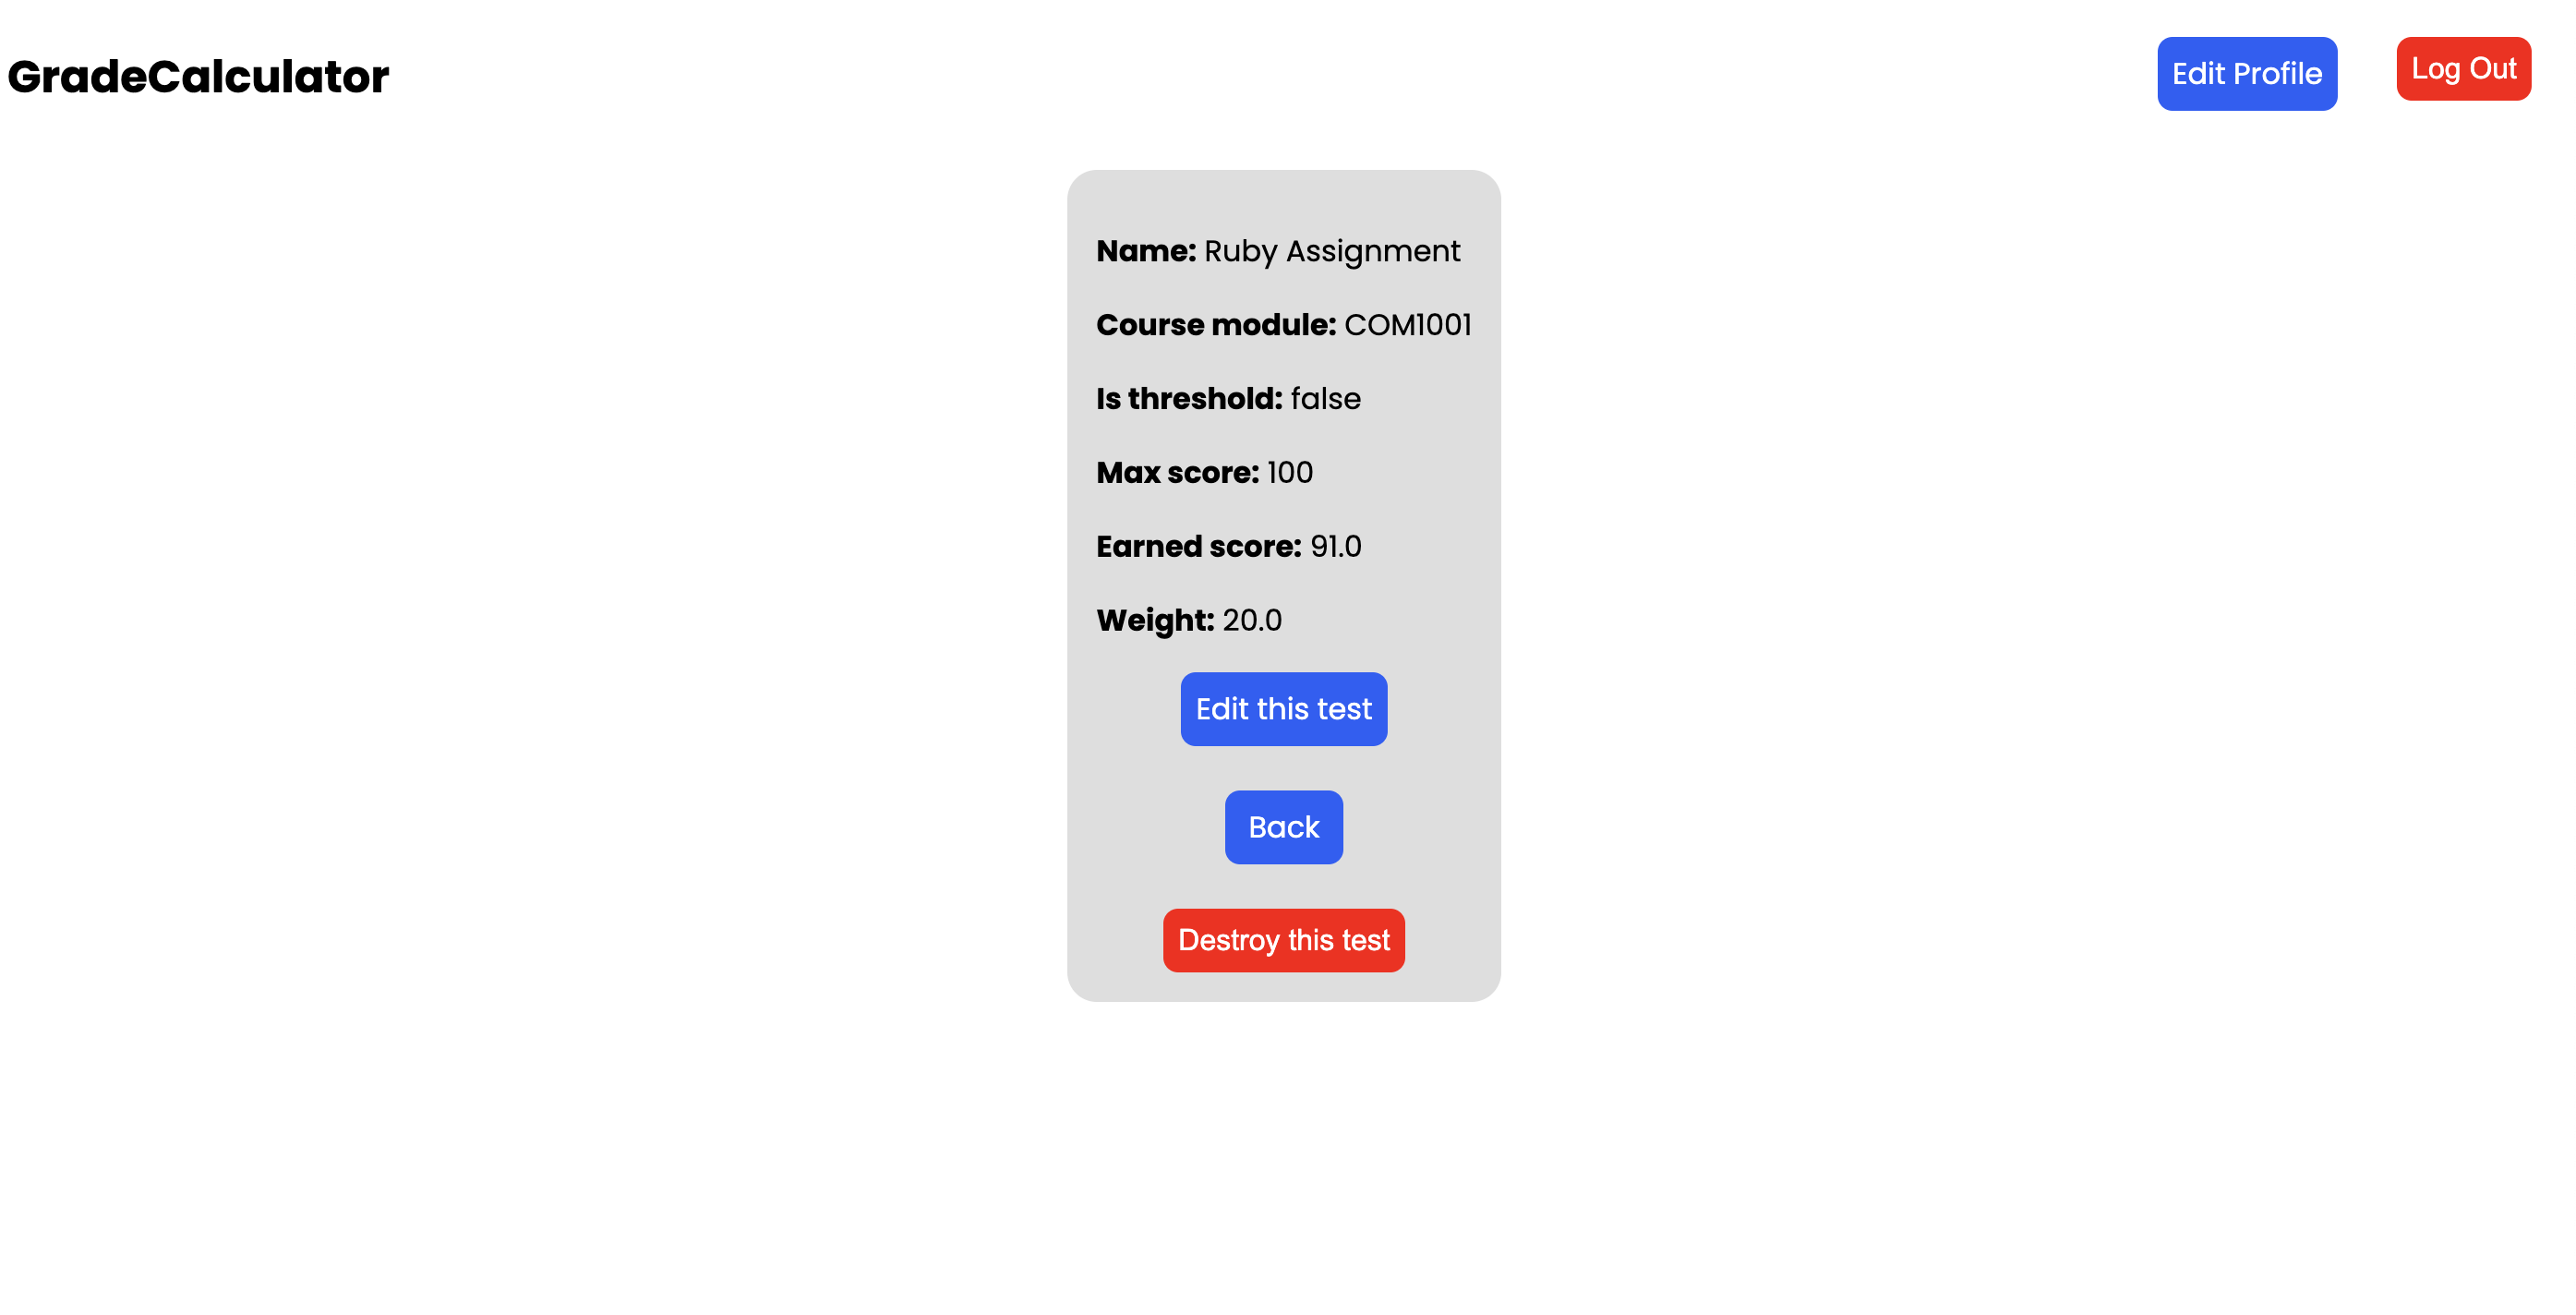 GradeCalculator
Edit Profile
Log Out
Name: Ruby Assignment
Course module: COM1001
Is threshold: false
Max score: 100
Earned score: 91.0
Weight: 20.0
Edit this test
Back
Destroy this test